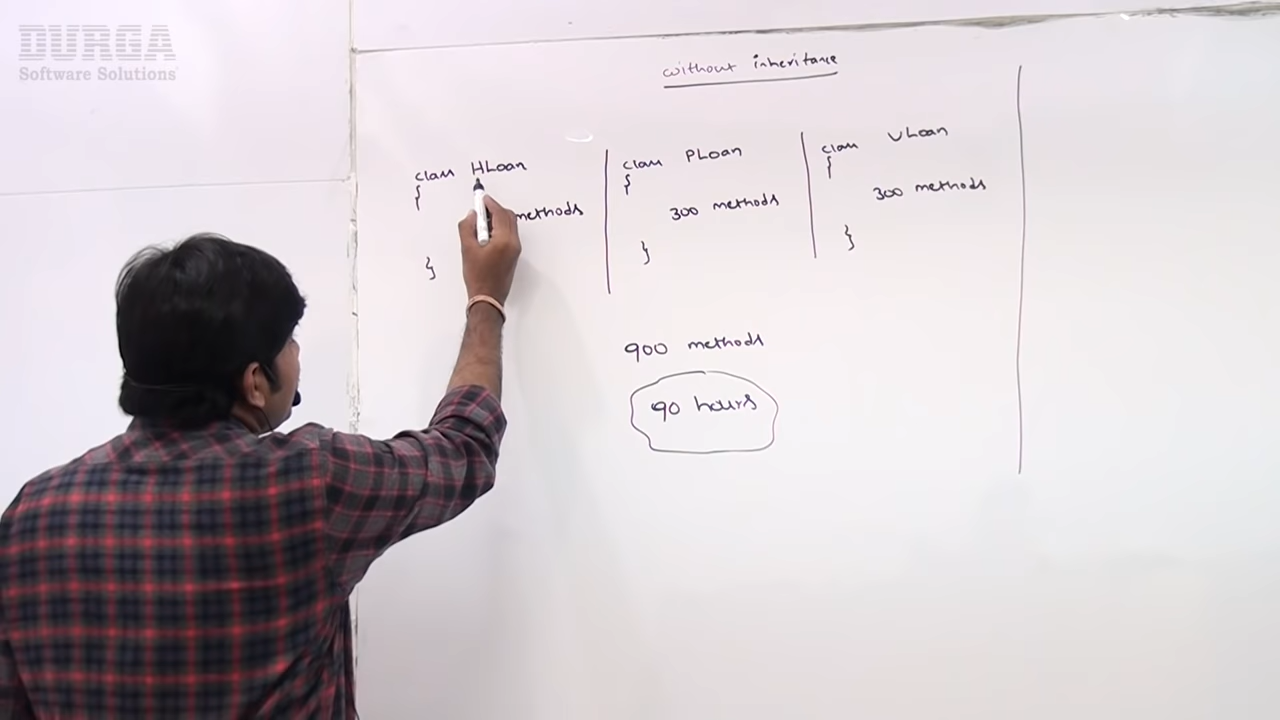 DURGA
Software Solutions
without inheritance
class HLoan
{
methods
}
class PLoan
{
300 methods
}
class VLoan
{
300 methods
}
900 methods
90 hours